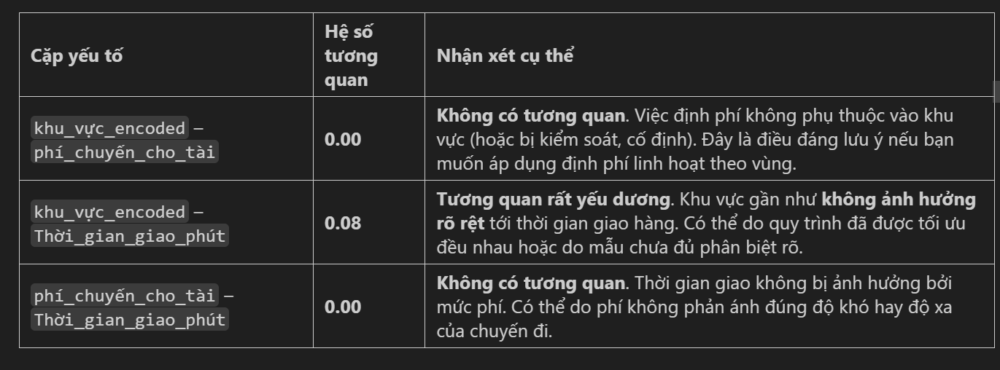 Cặp yếu tố
Hệ số
tương
quan
Nhận xét cụ thể
khu_vực_encoded –
phí_chuyến_cho_tài
0.00
Không có tương quan. Việc định phí không phụ thuộc vào khu
vực (hoặc bị kiểm soát, cố định). Đây là điều đáng lưu ý nếu bạn
muốn áp dụng định phí linh hoạt theo vùng.
khu_vực_encoded –
Thời_gian_giao_phút
0.08
Tương quan rất yếu dương. Khu vực gần như không ảnh hưởng
rõ rệt tới thời gian giao hàng. Có thể do quy trình đã được tối ưu
đều nhau hoặc do mẫu chưa đủ phân biệt rõ.
phí_chuyến_cho_tài –
Thời_gian_giao_phút
0.00
Không có tương quan. Thời gian giao không bị ảnh hưởng bởi
mức phí. Có thể do phí không phản ánh đúng độ khó hay độ xa
của chuyến đi.